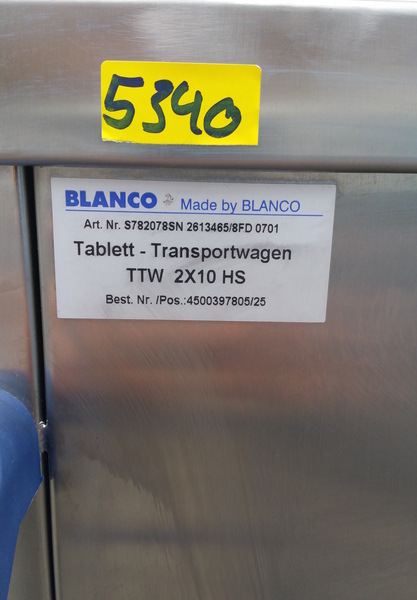 5340
BLANCO Made by BLANCO
Art. Nr. S782078SN 2613465/8FD 0701
Tablett - Transportwagen
TTW 2X10 HS
Best. Nr. /Pos.:4500397805/25